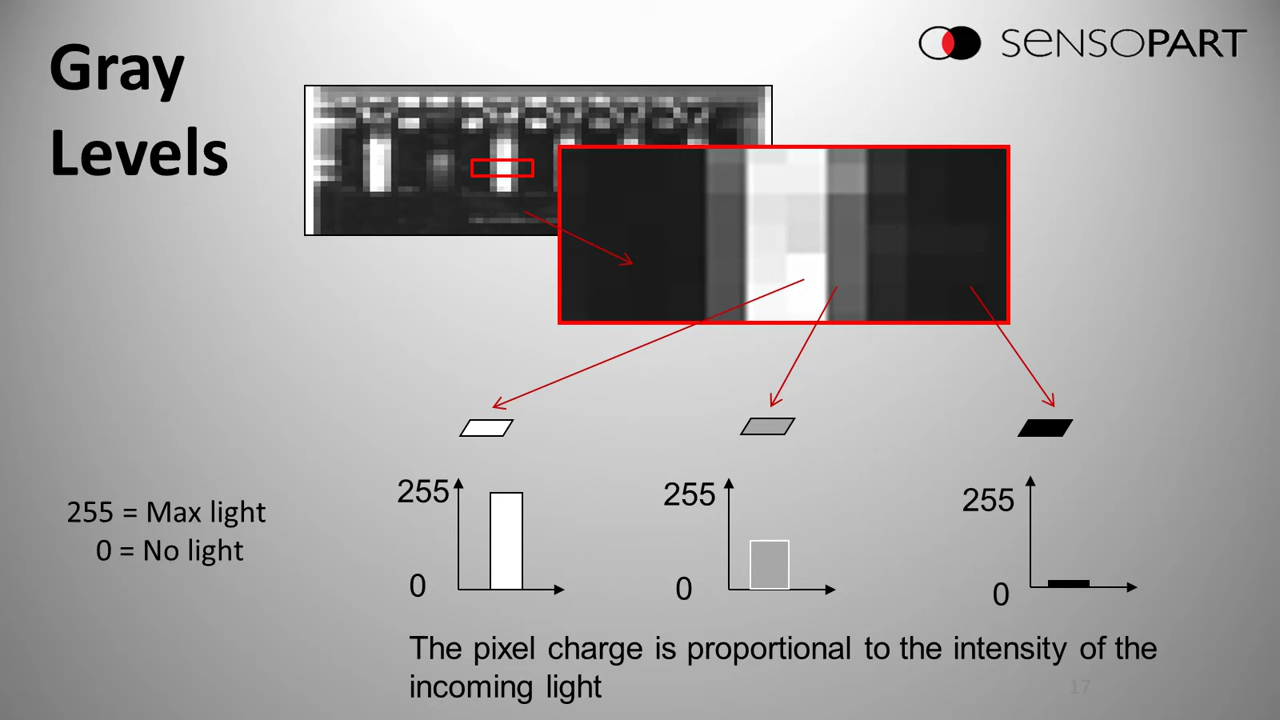 Gray
Levels
SENSOPART
255 = Max light
0 = No light
255
0
255
0
255
0
The pixel charge is proportional to the intensity of the
incoming light
17